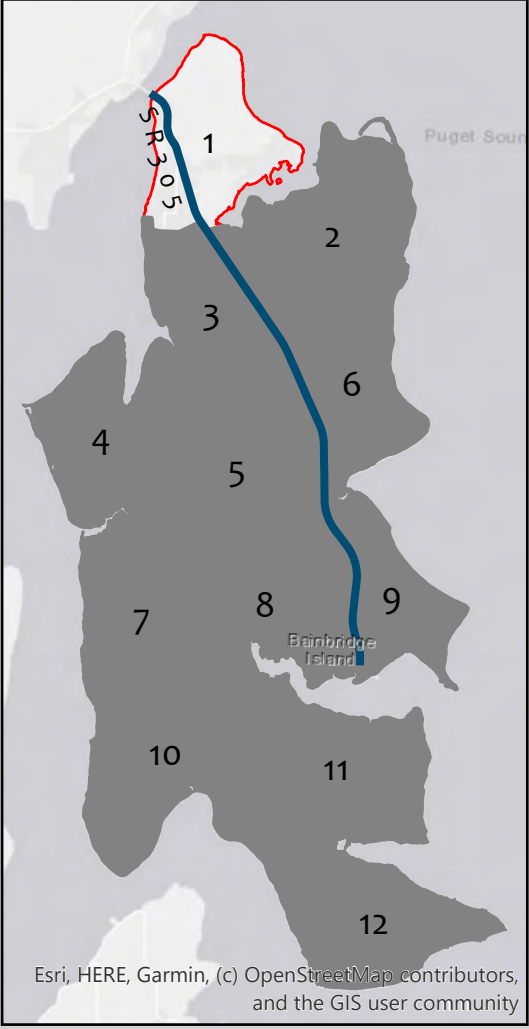 SR305
1
Puget Soun
2
3
6
4
5
9
8
7
Bainbridge
Island
10
11
12
Esri, HERE, Garmin, (c) OpenStreetMap contributors,
and the GIS user community